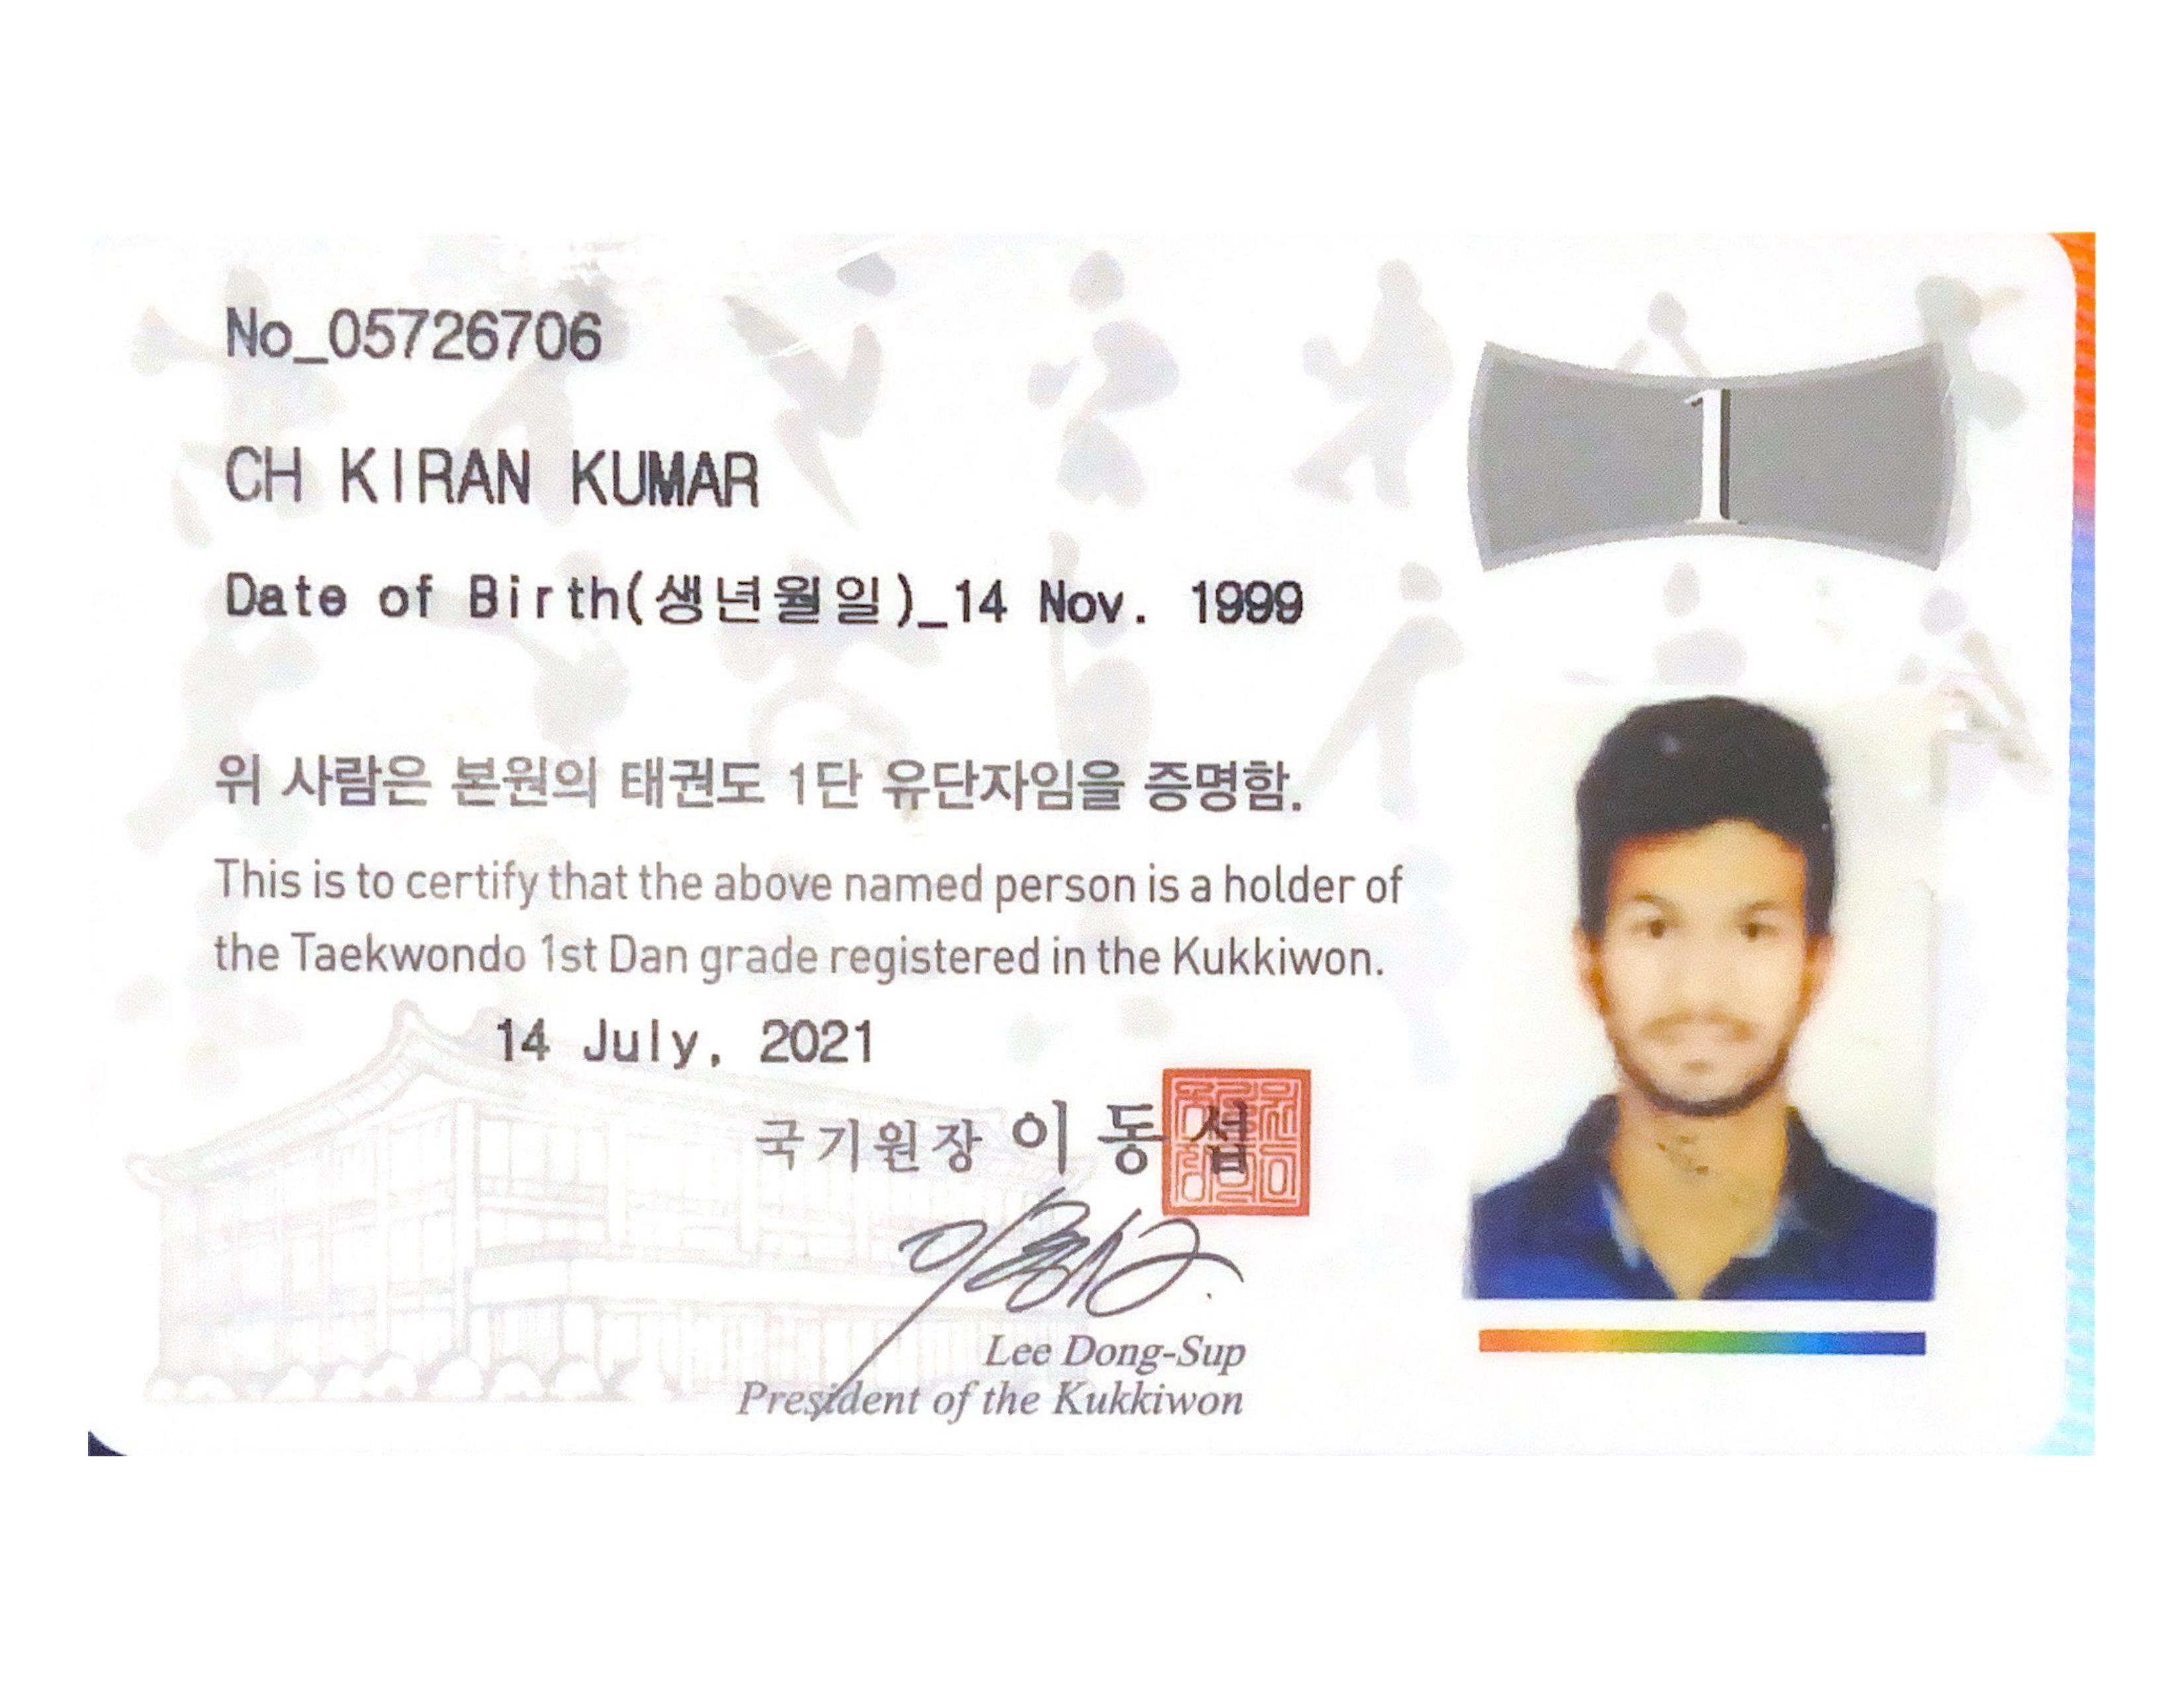 No_05726706
1
CH KIRAN KUMAR
Date of Birth(생년월일)_14 Nov. 1999
위 사람은 본원의 태권도 1단 유단자임을 증명함.
This is to certify that the above named person is a holder of
the Taekwondo 1st Dan grade registered in the Kukkiwon.
14 July, 2021
국기원장 이동섭
Lee Dong-Sup
President of the Kukkiwon